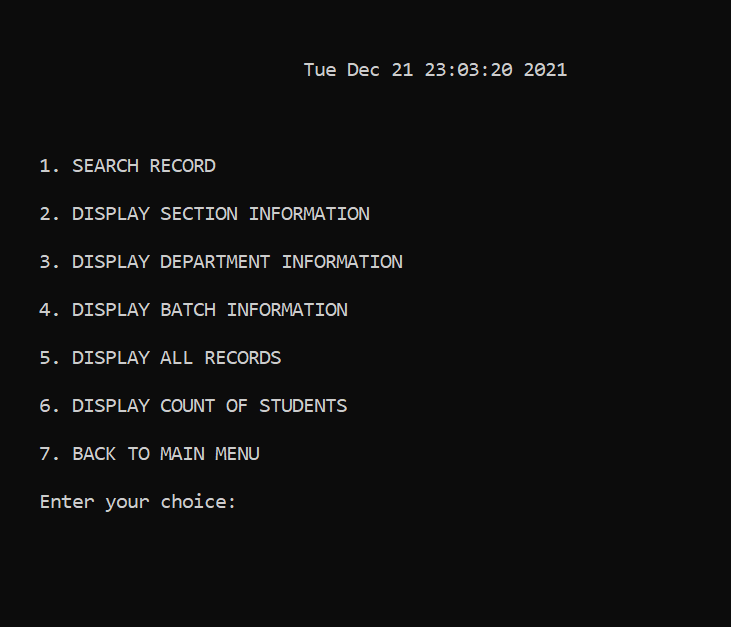 Tue Dec 21 23:03:20 2021
1. SEARCH RECORD
2. DISPLAY SECTION INFORMATION
3. DISPLAY DEPARTMENT INFORMATION
4. DISPLAY BATCH INFORMATION
5. DISPLAY ALL RECORDS
6. DISPLAY COUNT OF STUDENTS
7. BACK TO MAIN MENU
Enter your choice: